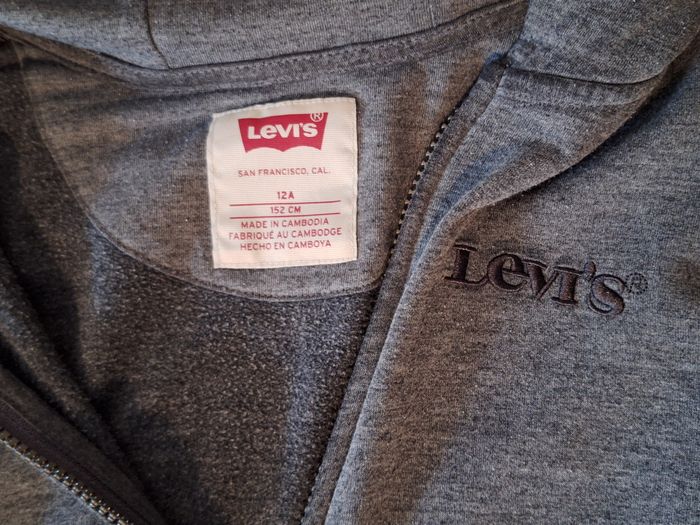 Levi's®
SAN FRANCISCO, CAL.
12A
152 CM
MADE IN CAMBODIA
FABRIQUÉ AU CAMBODGE
HECHO EN CAMBOYA
Levi's®